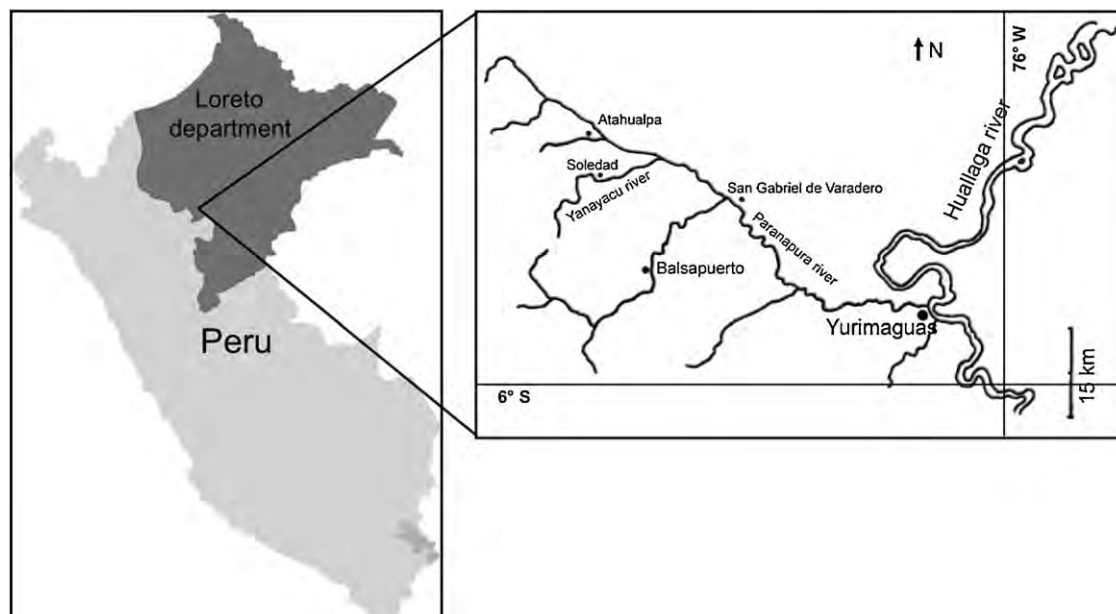 Loreto
department
Peru
N
76° W
Huallaga river
Atahualpa
Soledad
Yanayacu river
San Gabriel de Varadero
Paranapura river
Balsapuerto
Yurimaguas
6° S
15 km